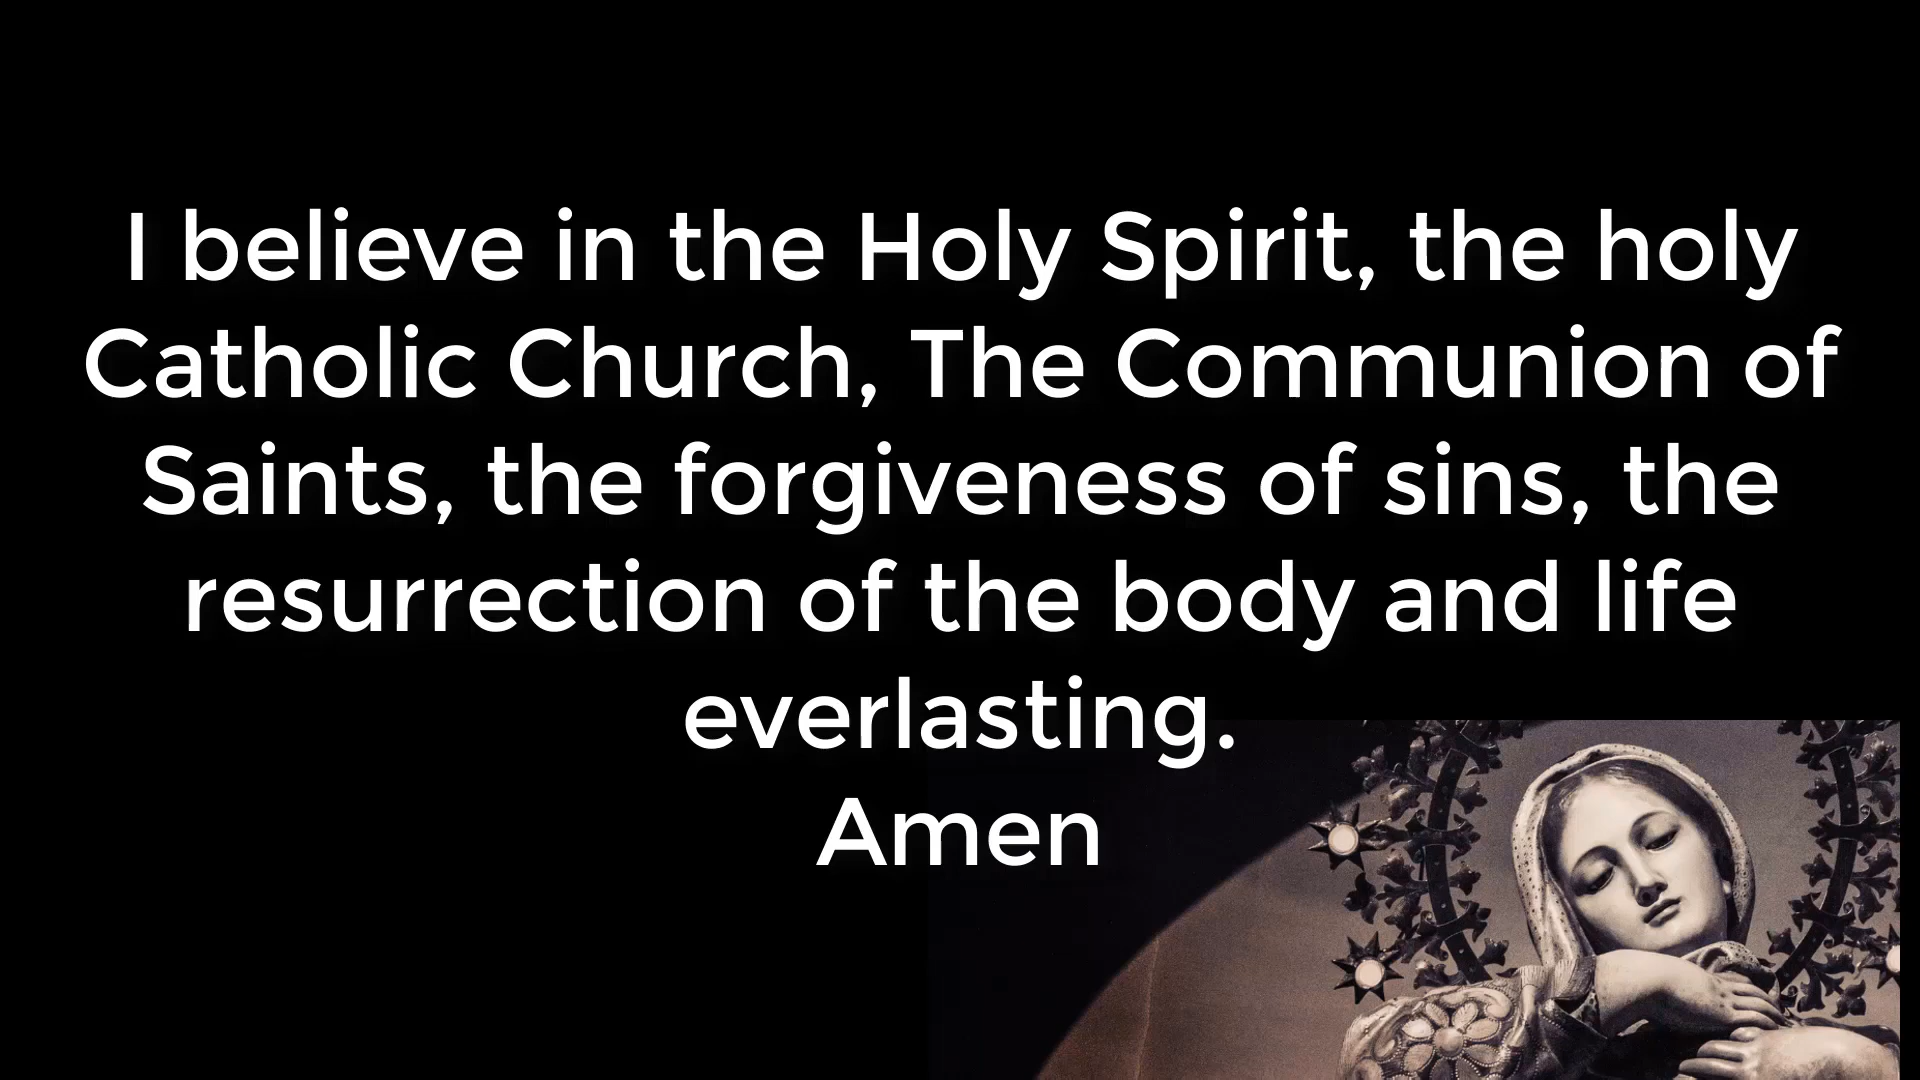 I believe in the Holy Spirit, the holy
Catholic Church, The Communion of
Saints, the forgiveness of sins, the
resurrection of the body and life
everlasting.
Amen